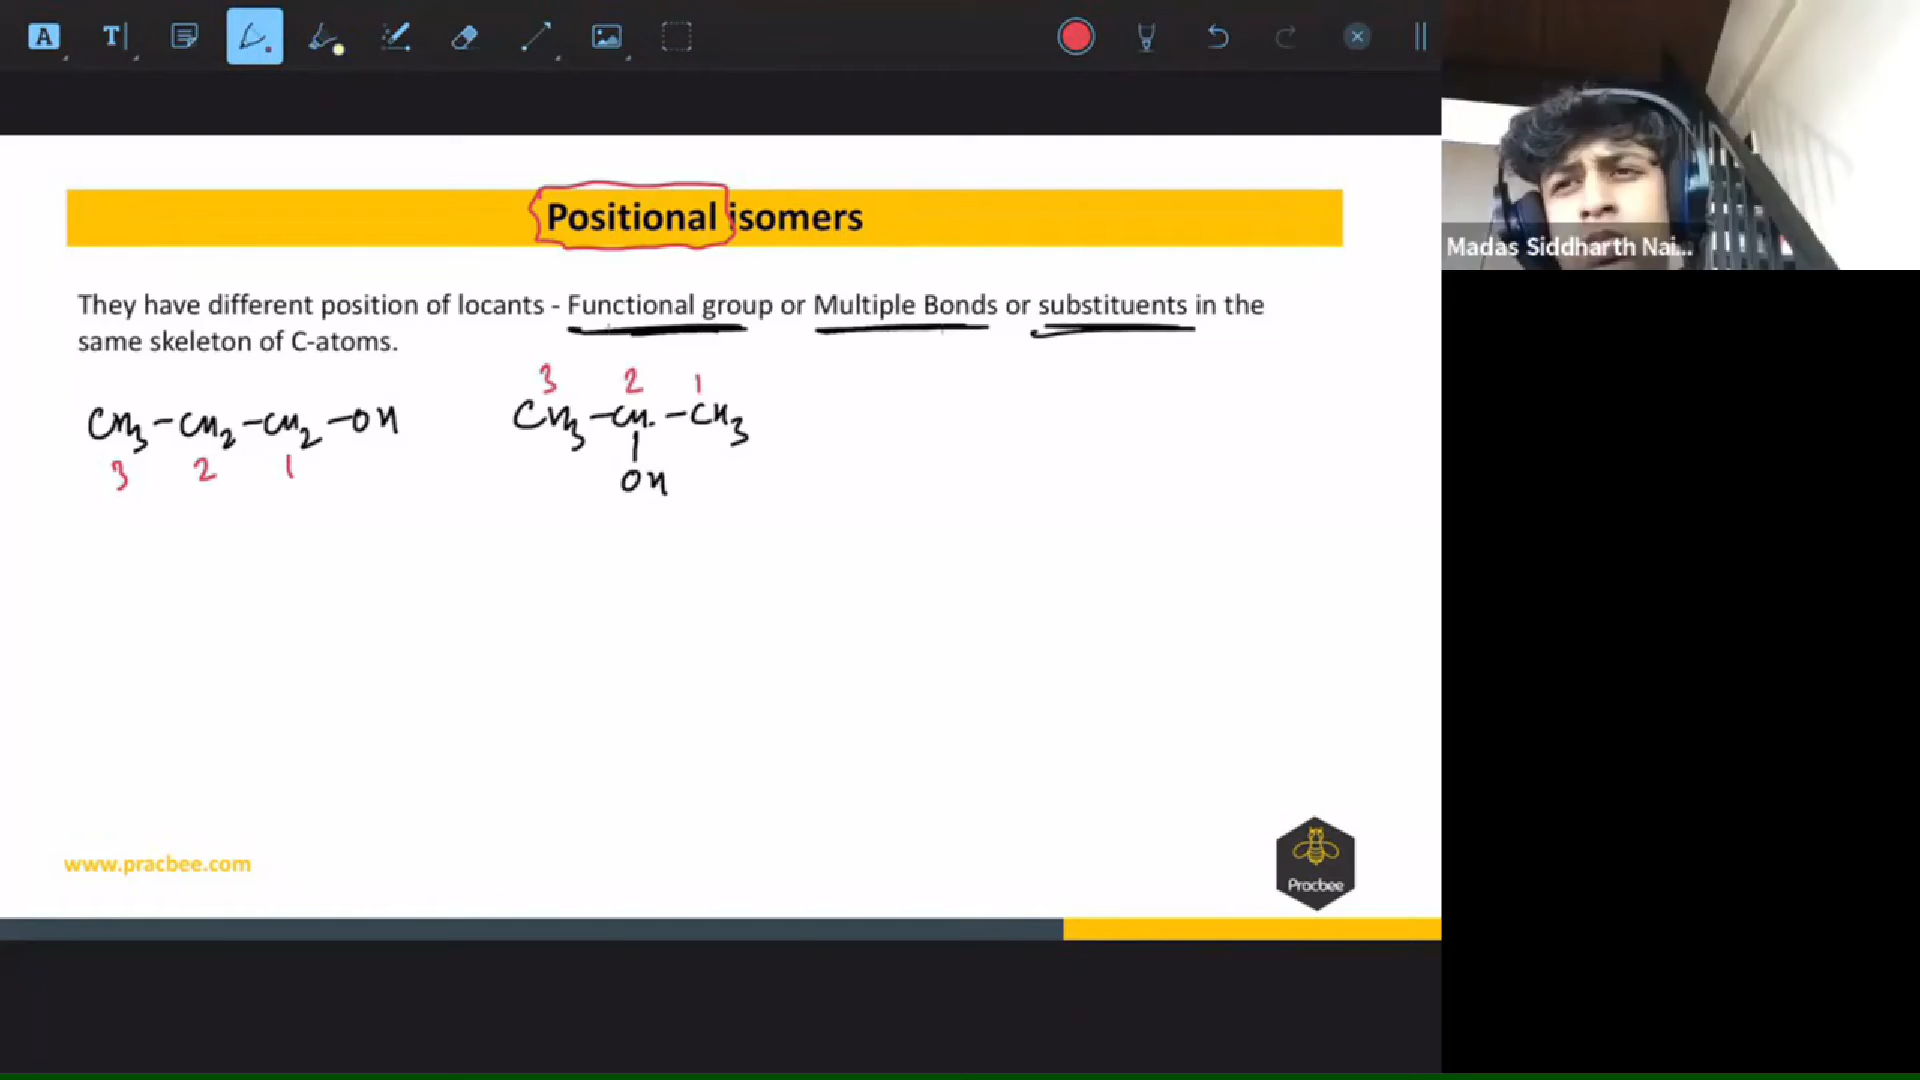 A T|
Positional isomers
Madas Siddharth Nai...
They have different position of locants - Functional group or Multiple Bonds or substituents in the
same skeleton of C-atoms.
3 2 1
CH3-CH2-CH2-OH CH3-CH-CH3
3 2 1 OH
www.pracbee.com
Pracbee